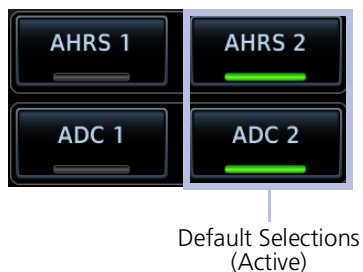 AHRS 1 AHRS 2
ADC 1 ADC 2
Default Selections
(Active)